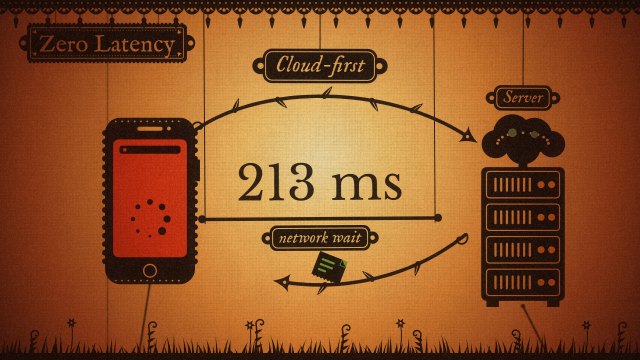 Zero Latency
Cloud-first
Server
213 ms
network wait